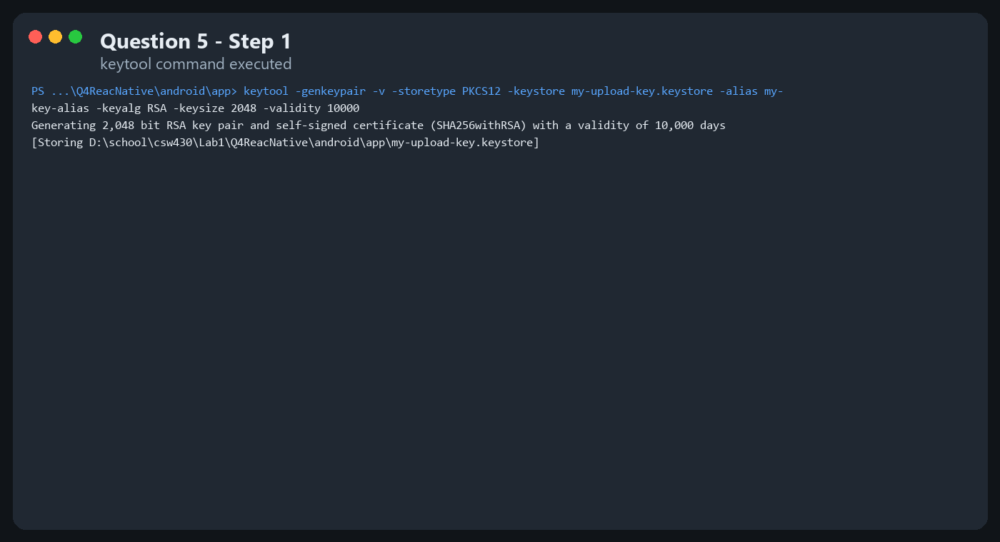 Question 5 - Step 1
keytool command executed
PS ...\Q4ReacNative\android\app> keytool -genkeypair -v -storetype PKCS12 -keystore my-upload-key.keystore -alias my-
key-alias -keyalg RSA -keysize 2048 -validity 10000
Generating 2,048 bit RSA key pair and self-signed certificate (SHA256withRSA) with a validity of 10,000 days
[Storing D:\school\csw430\Lab1\Q4ReacNative\android\app\my-upload-key.keystore]